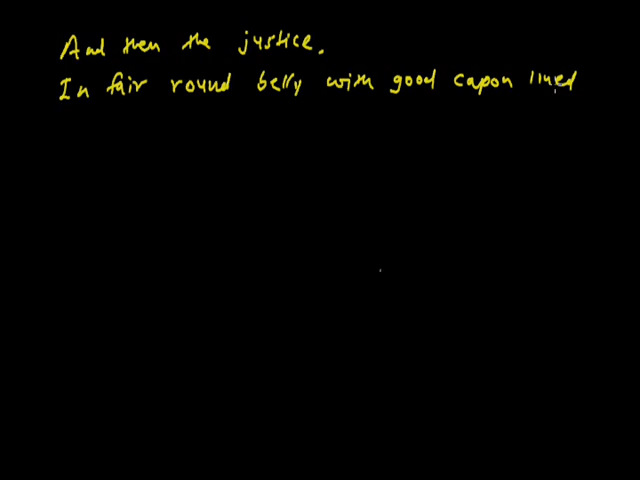 And then the justice.
In fair round belly with good capon lined